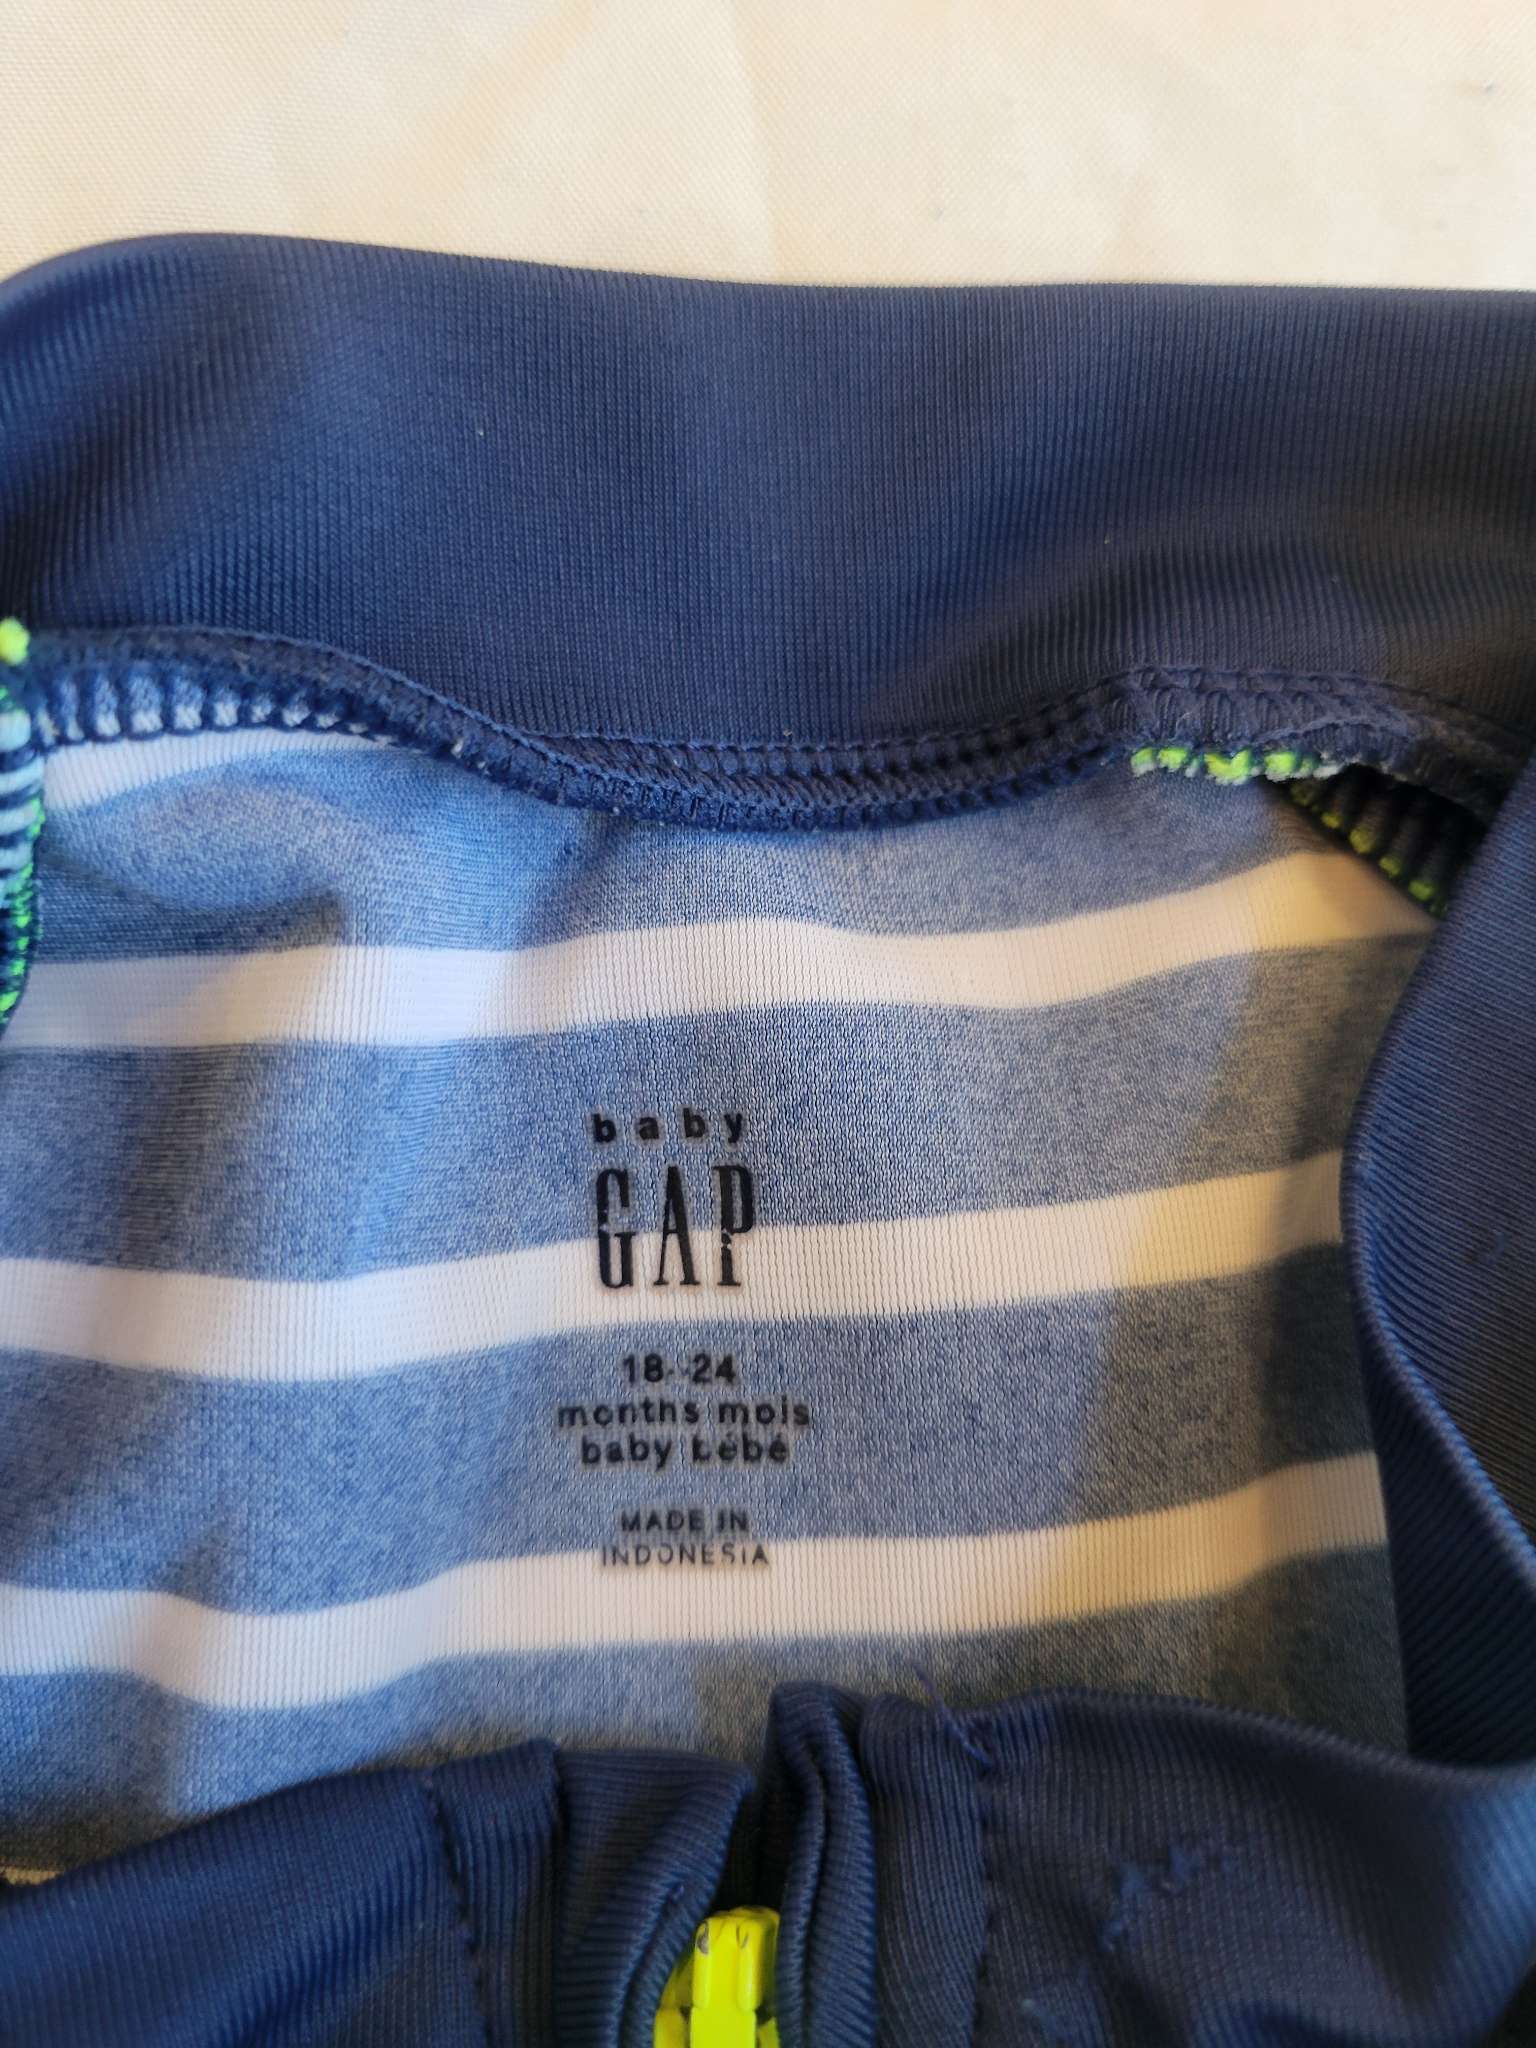 baby
GAP
18-24
months mois
baby bébé
MADE IN
INDONESIA